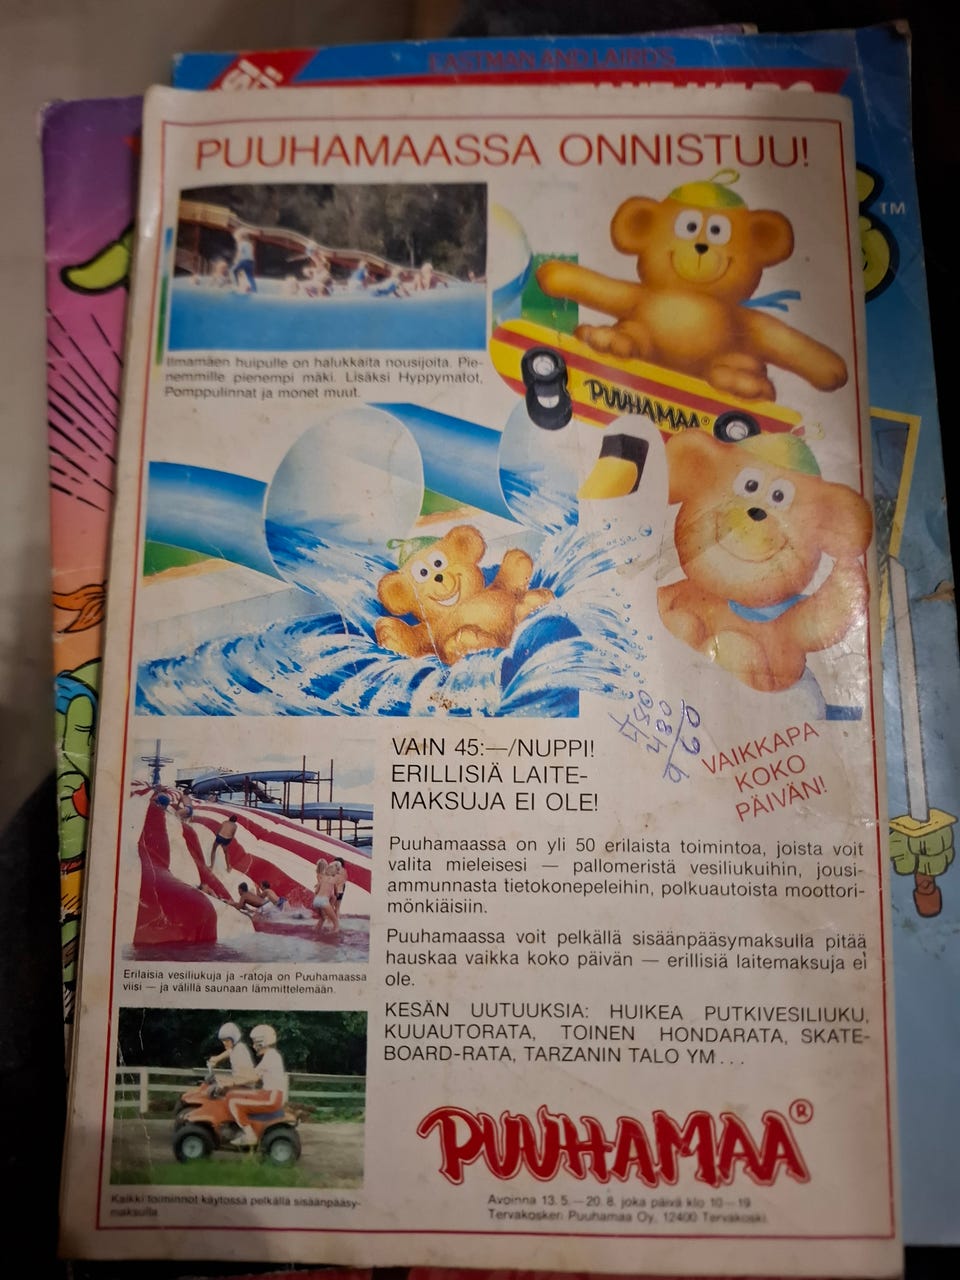 EASTMAN AND LAIRD'S
PUUHAMAASSA ONNISTUU!
TM
Ilmamäen huipulle on halukkaita nousijoita. Pie-
nemmille pienempi mäki. Lisäksi Hyppymatot,
Pomppulinnat ja monet muut.
PUUHAMAA®
450
480
VAIN 45:—/NUPPI!
ERILLISIÄ LAITE-
MAKSUJA EI OLE!
VAIKKAPA
KOKO
PÄIVÄN!
Puuhamaassa on yli 50 erilaista toimintoa, joista voit
valita mieleisesi — pallomeristä vesiliukuihin, jousi-
ammunnasta tietokonepeleihin, polkuautoista moottori-
mönkiäisiin.
Puuhamaassa voit pelkällä sisäänpääsymaksulla pitää
hauskaa vaikka koko päivän — erillisiä laitemaksuja ei
ole.
Erilaisia vesiliukuja ja -ratoja on Puuhamaassa
viisi — ja välillä saunaan lämmittelemään.
KESÄN UUTUUKSIA: HUIKEA PUTKIVESILIUKU,
KUUAUTORATA, TOINEN HONDARATA, SKATE-
BOARD-RATA, TARZANIN TALO YM...
PUUHAMAA®
Kaikki toiminnot käytössä pelkällä sisäänpääsy-
maksulla.
Avoinna 13.5.—20.8. joka päivä klo 10—19
Tervakosken Puuhamaa Oy, 12400 Tervakoski